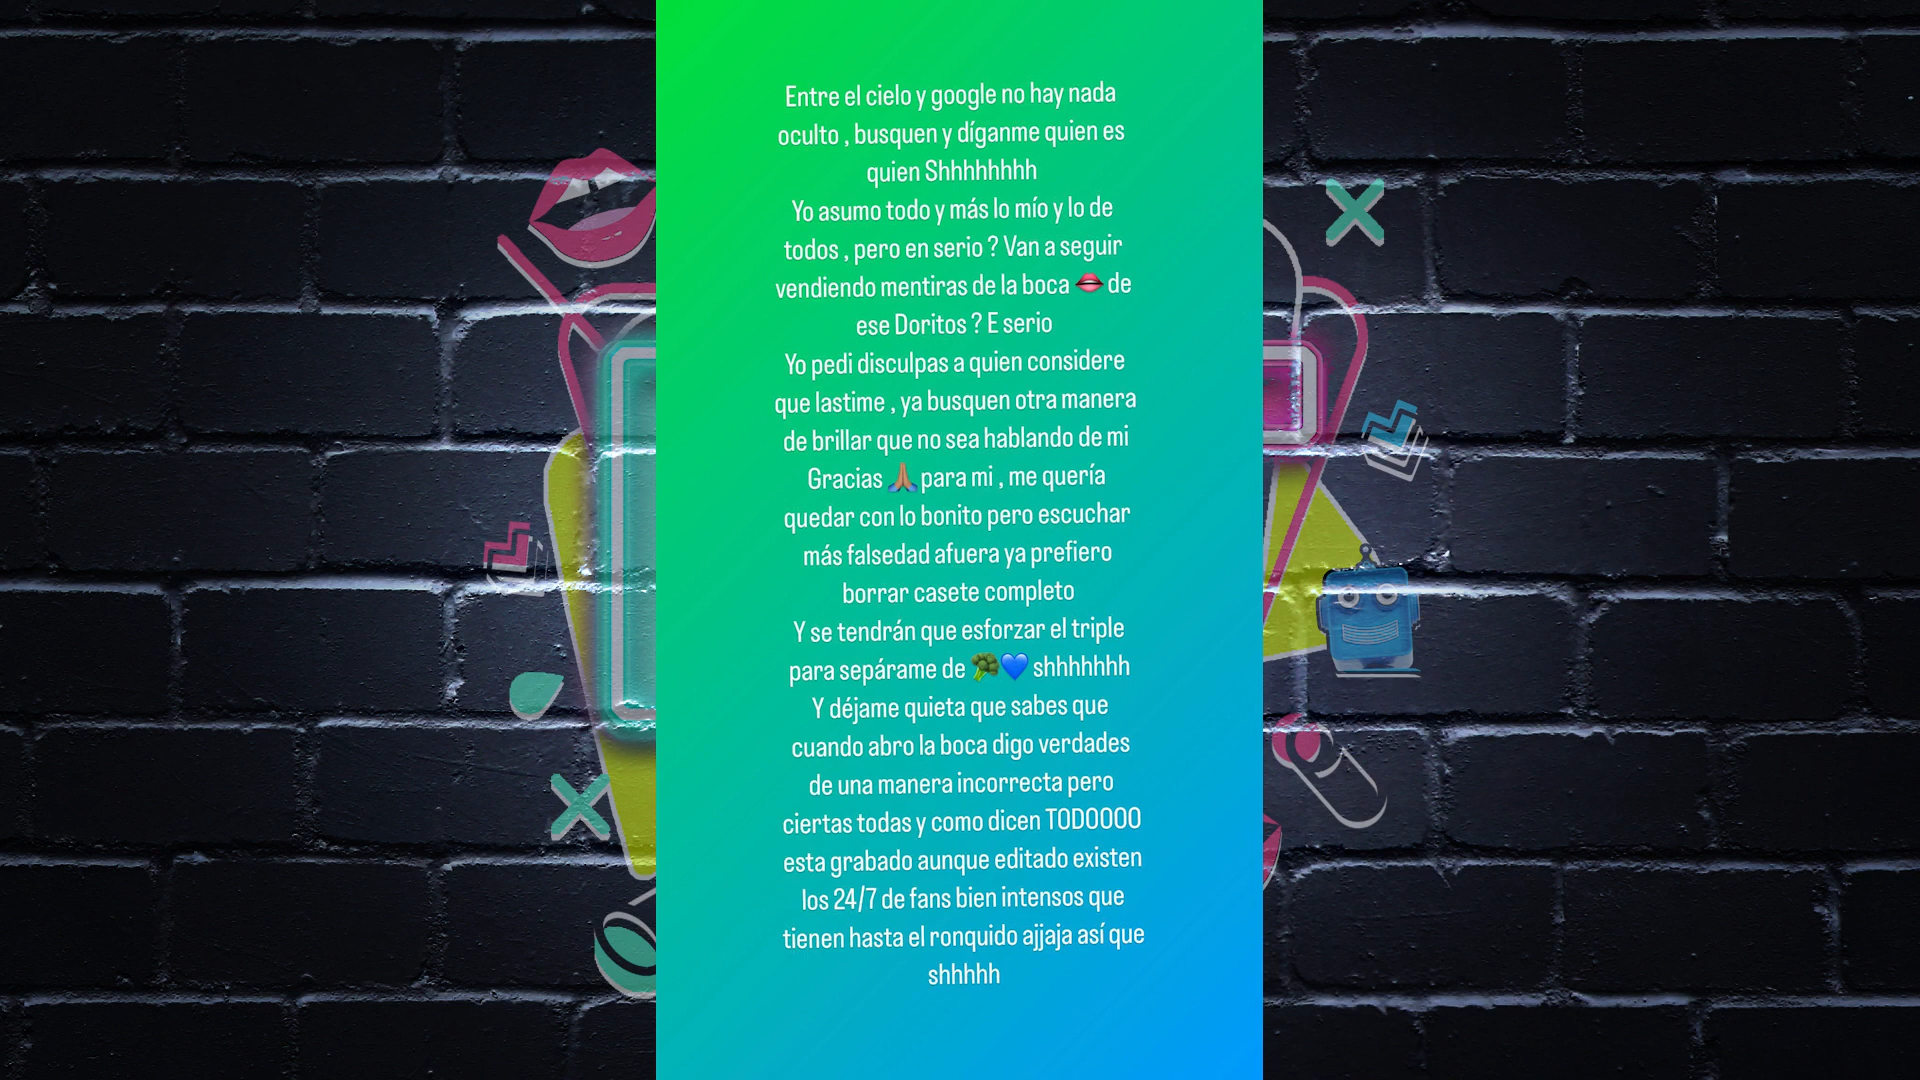 Entre el cielo y google no hay nada
oculto , busquen y díganme quien es
quien Shhhhhhhh
Yo asumo todo y más lo mío y lo de
todos , pero en serio ? Van a seguir
vendiendo mentiras de la boca 🫦 de
ese Doritos ? E serio
Yo pedi disculpas a quien considere
que lastime , ya busquen otra manera
de brillar que no sea hablando de mi
Gracias 🙏🏽 para mi , me quería
quedar con lo bonito pero escuchar
más falsedad afuera ya prefiero
borrar casete completo
Y se tendrán que esforzar el triple
para sepárame de 🥦💙 shhhhhhh
Y déjame quieta que sabes que
cuando abro la boca digo verdades
de una manera incorrecta pero
ciertas todas y como dicen TODOOOO
esta grabado aunque editado existen
los 24/7 de fans bien intensos que
tienen hasta el ronquido ajjaja así que
shhhhh